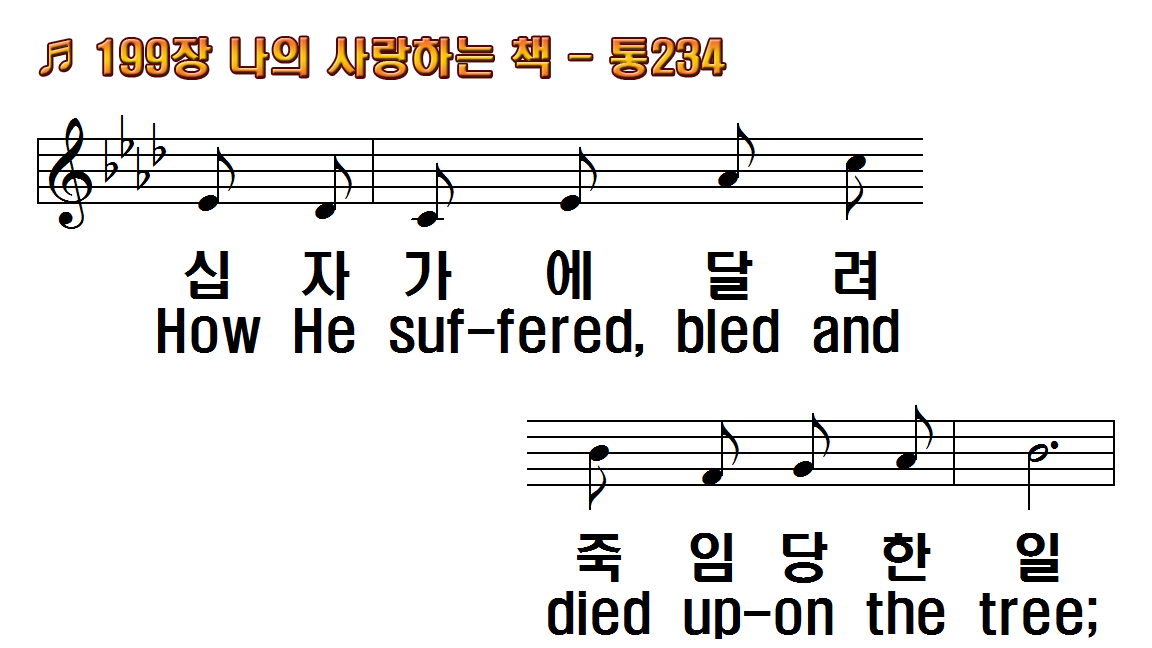 ♬ 199장 나의 사랑하는 책 - 통234
십 자 가 에 달 려
How He suf-fered, bled and
죽 임 당 한 일
died up-on the tree;